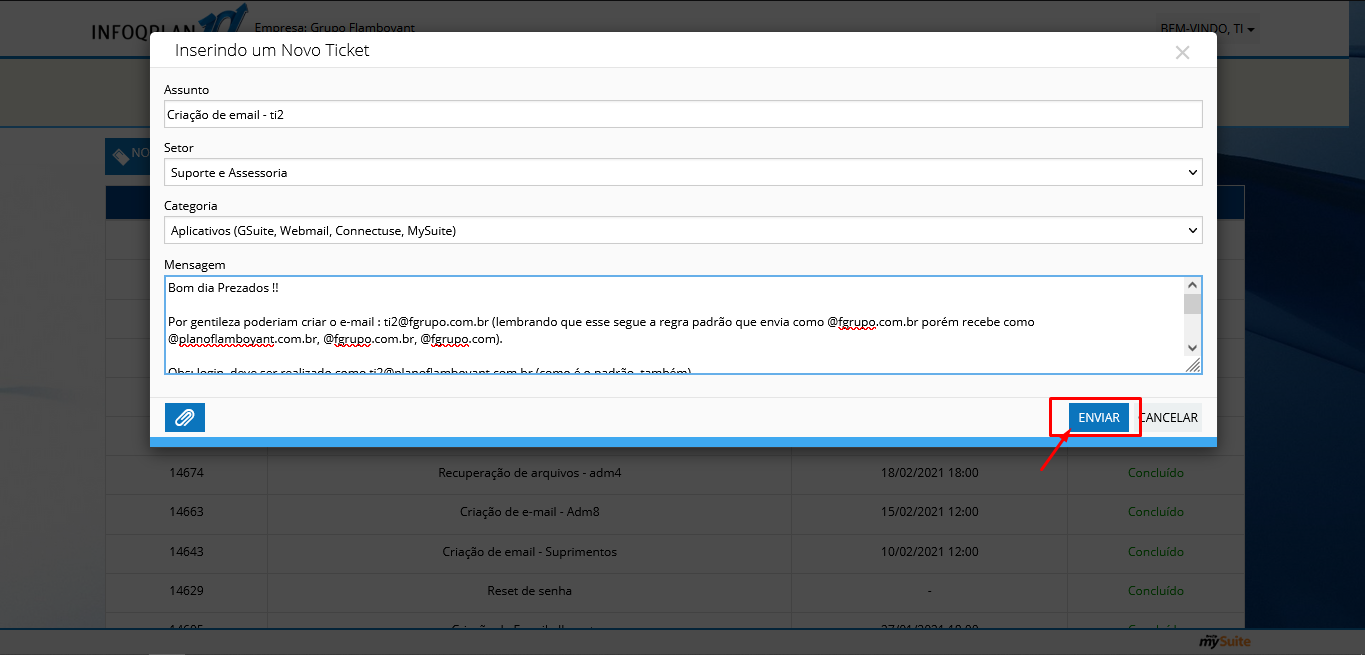 INFOQPLAN
Empresa: Grupo Flamboyant
BEM-VINDO, TI
Inserindo um Novo Ticket
Assunto
Criação de email - ti2
NO
Setor
Suporte e Assessoria
Categoria
Aplicativos (GSuite, Webmail, Connectuse, MySuite)
Mensagem
Bom dia Prezados !!
Por gentileza poderiam criar o e-mail : ti2@fgrupo.com.br (lembrando que esse segue a regra padrão que envia como @fgrupo.com.br porém recebe como
@planoflamboyant.com.br, @fgrupo.com.br, @fgrupo.com).
Obs: login, deve ser realizado como ti2@planoflamboyant.com.br (como é o padrão, também)
ENVIAR
CANCELAR
14674 Recuperação de arquivos - adm4 18/02/2021 18:00 Concluído
14663 Criação de e-mail - Adm8 15/02/2021 12:00 Concluído
14643 Criação de email - Suprimentos 10/02/2021 12:00 Concluído
14629 Reset de senha - Concluído
mySuite